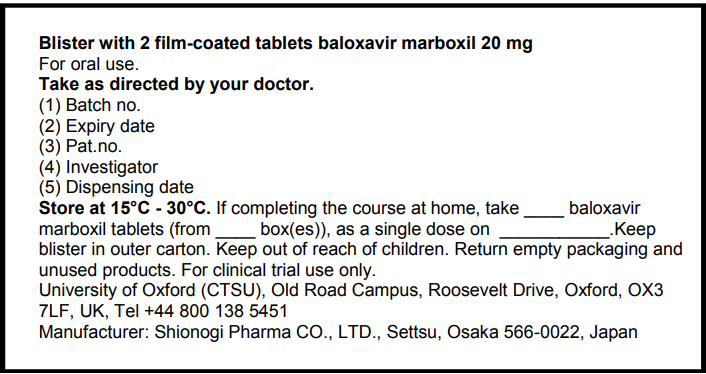 Blister with 2 film-coated tablets baloxavir marboxil 20 mg
For oral use.
Take as directed by your doctor.
(1) Batch no.
(2) Expiry date
(3) Pat.no.
(4) Investigator
(5) Dispensing date
Store at 15°C - 30°C. If completing the course at home, take ____ baloxavir
marboxil tablets (from ____ box(es)), as a single dose on ___________.Keep
blister in outer carton. Keep out of reach of children. Return empty packaging and
unused products. For clinical trial use only.
University of Oxford (CTSU), Old Road Campus, Roosevelt Drive, Oxford, OX3
7LF, UK, Tel +44 800 138 5451
Manufacturer: Shionogi Pharma CO., LTD., Settsu, Osaka 566-0022, Japan